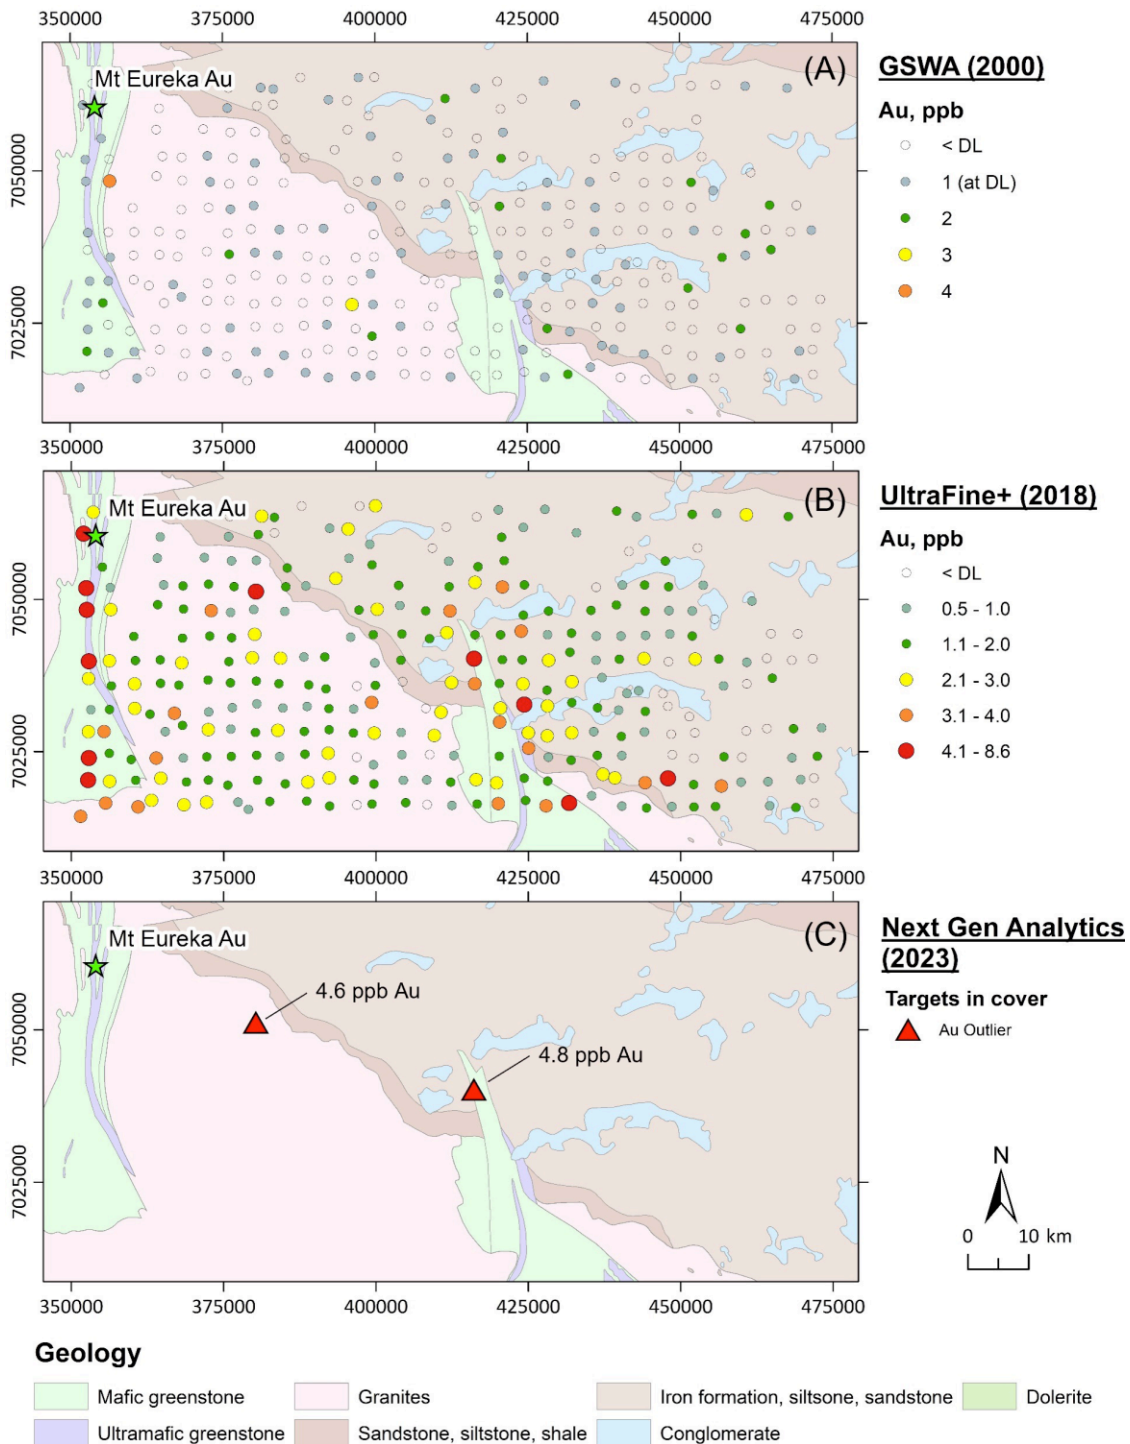 350000 375000 400000 425000 450000 475000
Mt Eureka Au
(A)
7050000
7025000
GSWA (2000)
Au, ppb
< DL
1 (at DL)
2
3
4
350000 375000 400000 425000 450000 475000
Mt Eureka Au
(B)
7050000
7025000
UltraFine+ (2018)
Au, ppb
< DL
0.5 - 1.0
1.1 - 2.0
2.1 - 3.0
3.1 - 4.0
4.1 - 8.6
350000 375000 400000 425000 450000 475000
Mt Eureka Au
(C)
4.6 ppb Au
4.8 ppb Au
7050000
7025000
Next Gen Analytics
(2023)
Targets in cover
Au Outlier
N
0 10 km
350000 375000 400000 425000 450000 475000
Geology
Mafic greenstone Granites Iron formation, siltsone, sandstone Dolerite
Ultramafic greenstone Sandstone, siltstone, shale Conglomerate